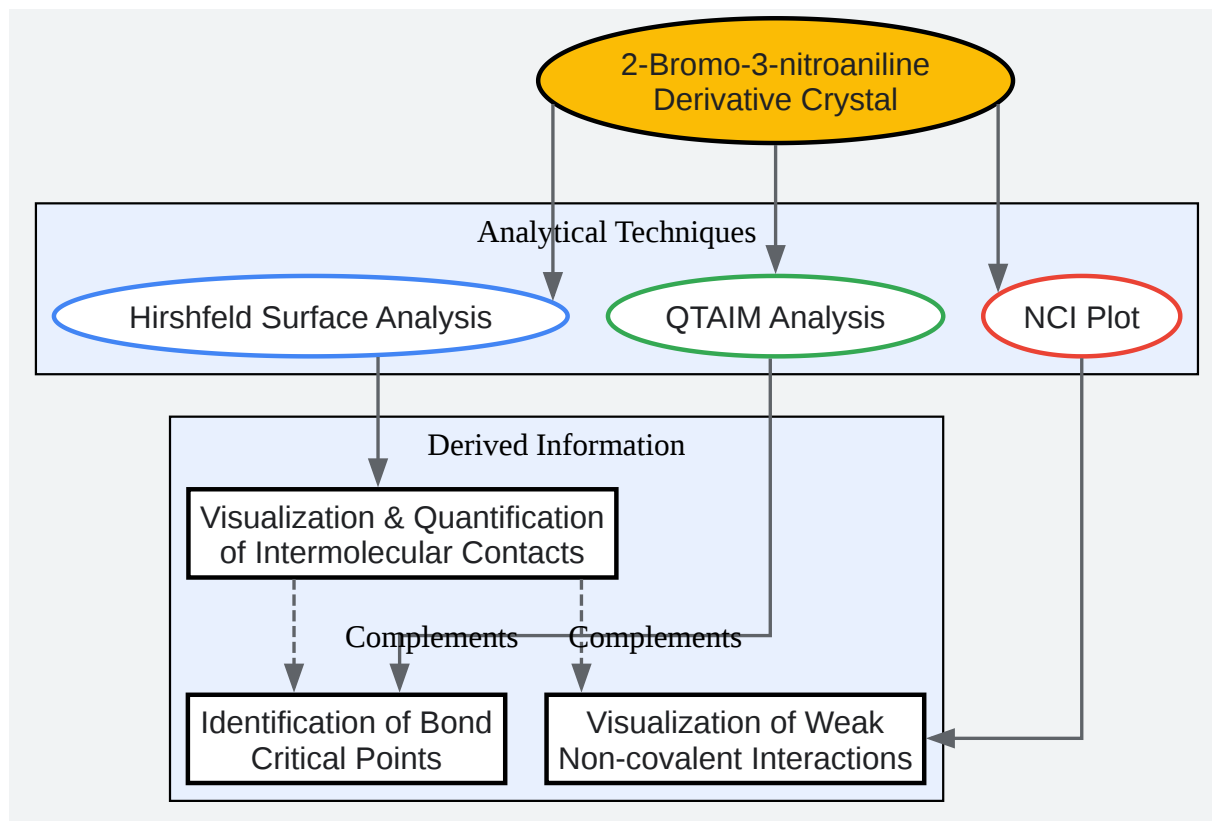 2-Bromo-3-nitroaniline
Derivative Crystal
Analytical Techniques
Hirshfeld Surface Analysis
QTAIM Analysis
NCI Plot
Derived Information
Visualization & Quantification
of Intermolecular Contacts
Complements
Complements
Identification of Bond
Critical Points
Visualization of Weak
Non-covalent Interactions